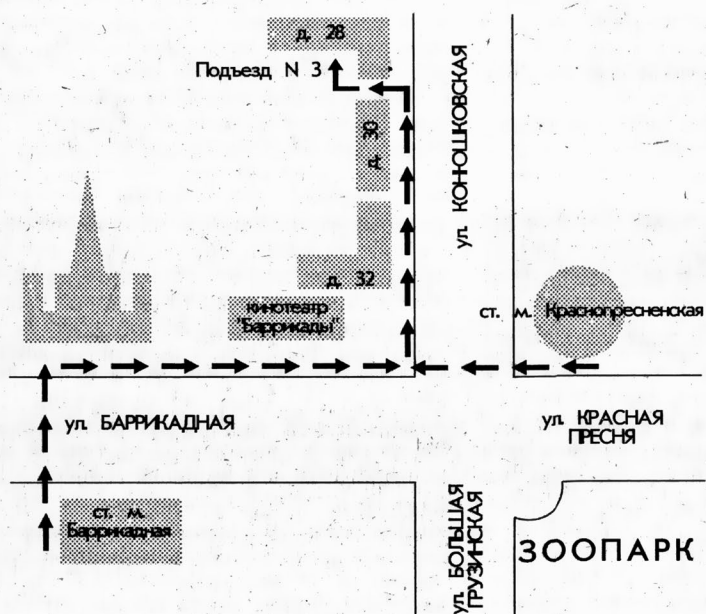 д. 28
Подъезд N 3
д. 30
ул. КОНЮШКОВСКАЯ
д. 32
кинотеатр
"Баррикады"
ст. м. Краснопресненская
ул. БАРРИКАДНАЯ
ул. КРАСНАЯ
ПРЕСНЯ
ст. м.
Баррикадная
ул. БОЛЬШАЯ
ГРУЗИНСКАЯ
ЗООПАРК